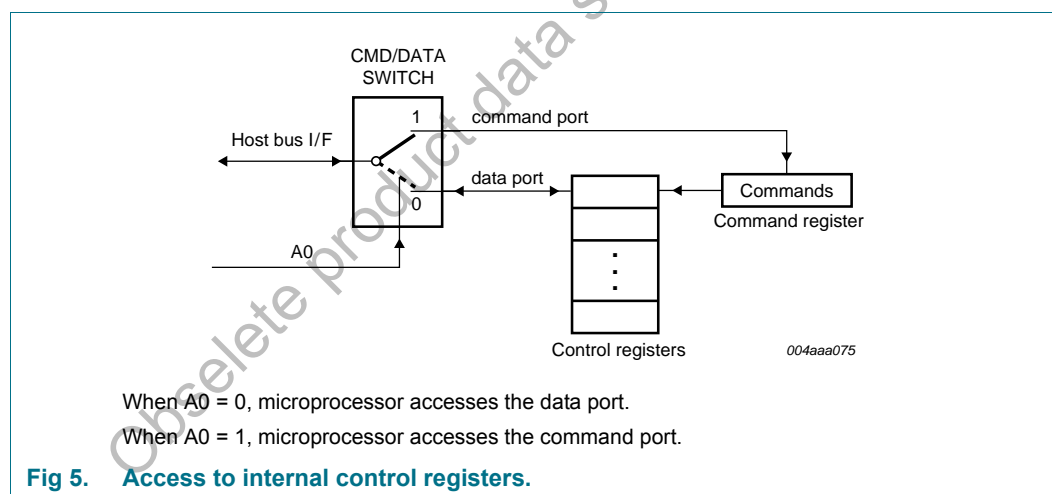 CMD/DATA
SWITCH
1
command port
Host bus I/F
data port
0
Commands
Command register
A0
Control registers
004aaa075
When A0 = 0, microprocessor accesses the data port.
When A0 = 1, microprocessor accesses the command port.
Fig 5. Access to internal control registers.
Obsolete product data s